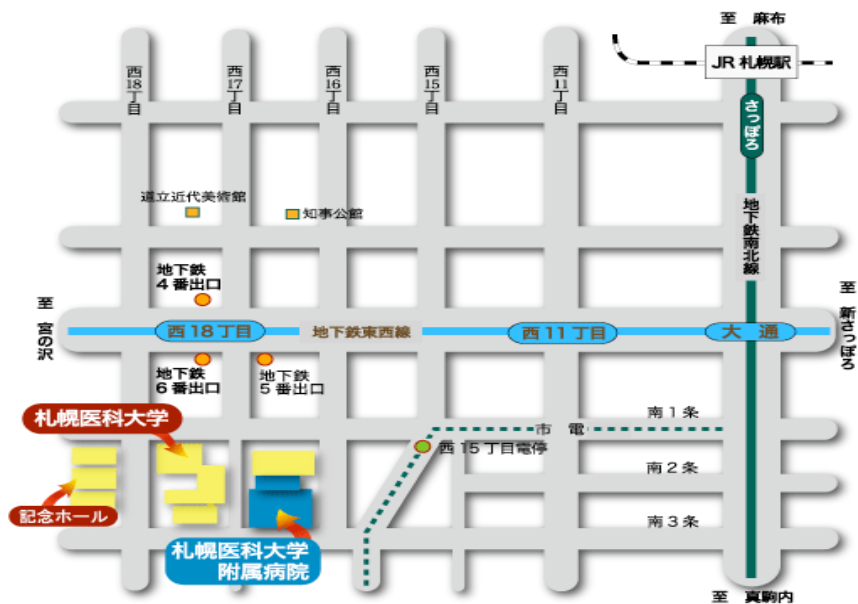 至 麻布
JR札幌駅
西18丁目
西17丁目
西16丁目
西15丁目
西11丁目
さっぽろ
道立近代美術館
知事公館
地下鉄南北線
地下鉄
4番出口
至 宮の沢
西18丁目
地下鉄東西線
西11丁目
大通
至 新さっぽろ
地下鉄
6番出口
地下鉄
5番出口
札幌医科大学
南1条
市電
西15丁目電停
南2条
記念ホール
南3条
札幌医科大学
附属病院
至 真駒内